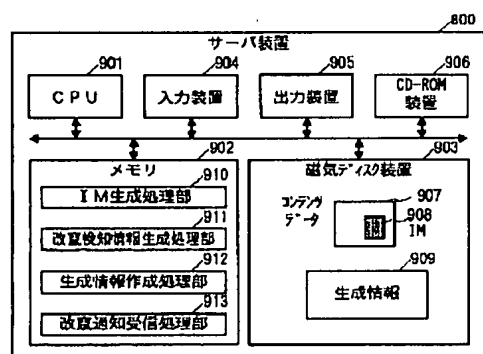 800
サーバ装置
901
904
905
906
CPU
入力装置
出力装置
CD-ROM
装置
902
903
メモリ
磁気ディスク装置
910
IM生成処理部
911
改竄検知情報生成処理部
912
生成情報作成処理部
913
改竄通知受信処理部
907
コンテンツ
データ
908
IM
909
生成情報